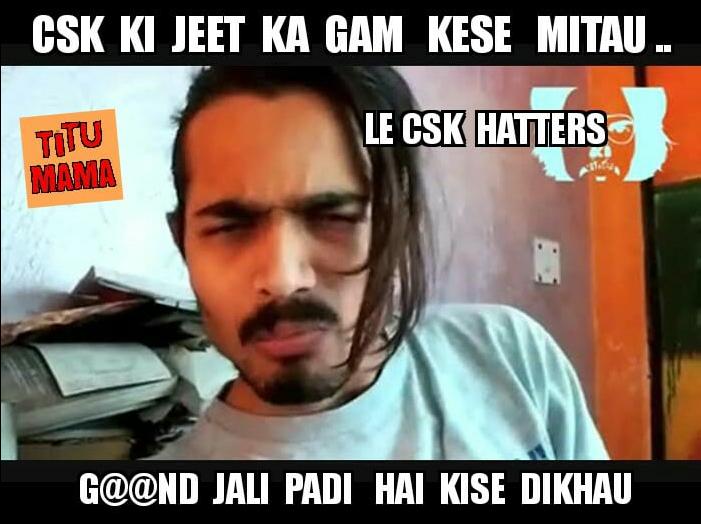 CSK KI JEET KA GAM KESE MITAU ..
LE CSK HATTERS
TITU
MAMA
G@@ND JALI PADI HAI KISE DIKHAU